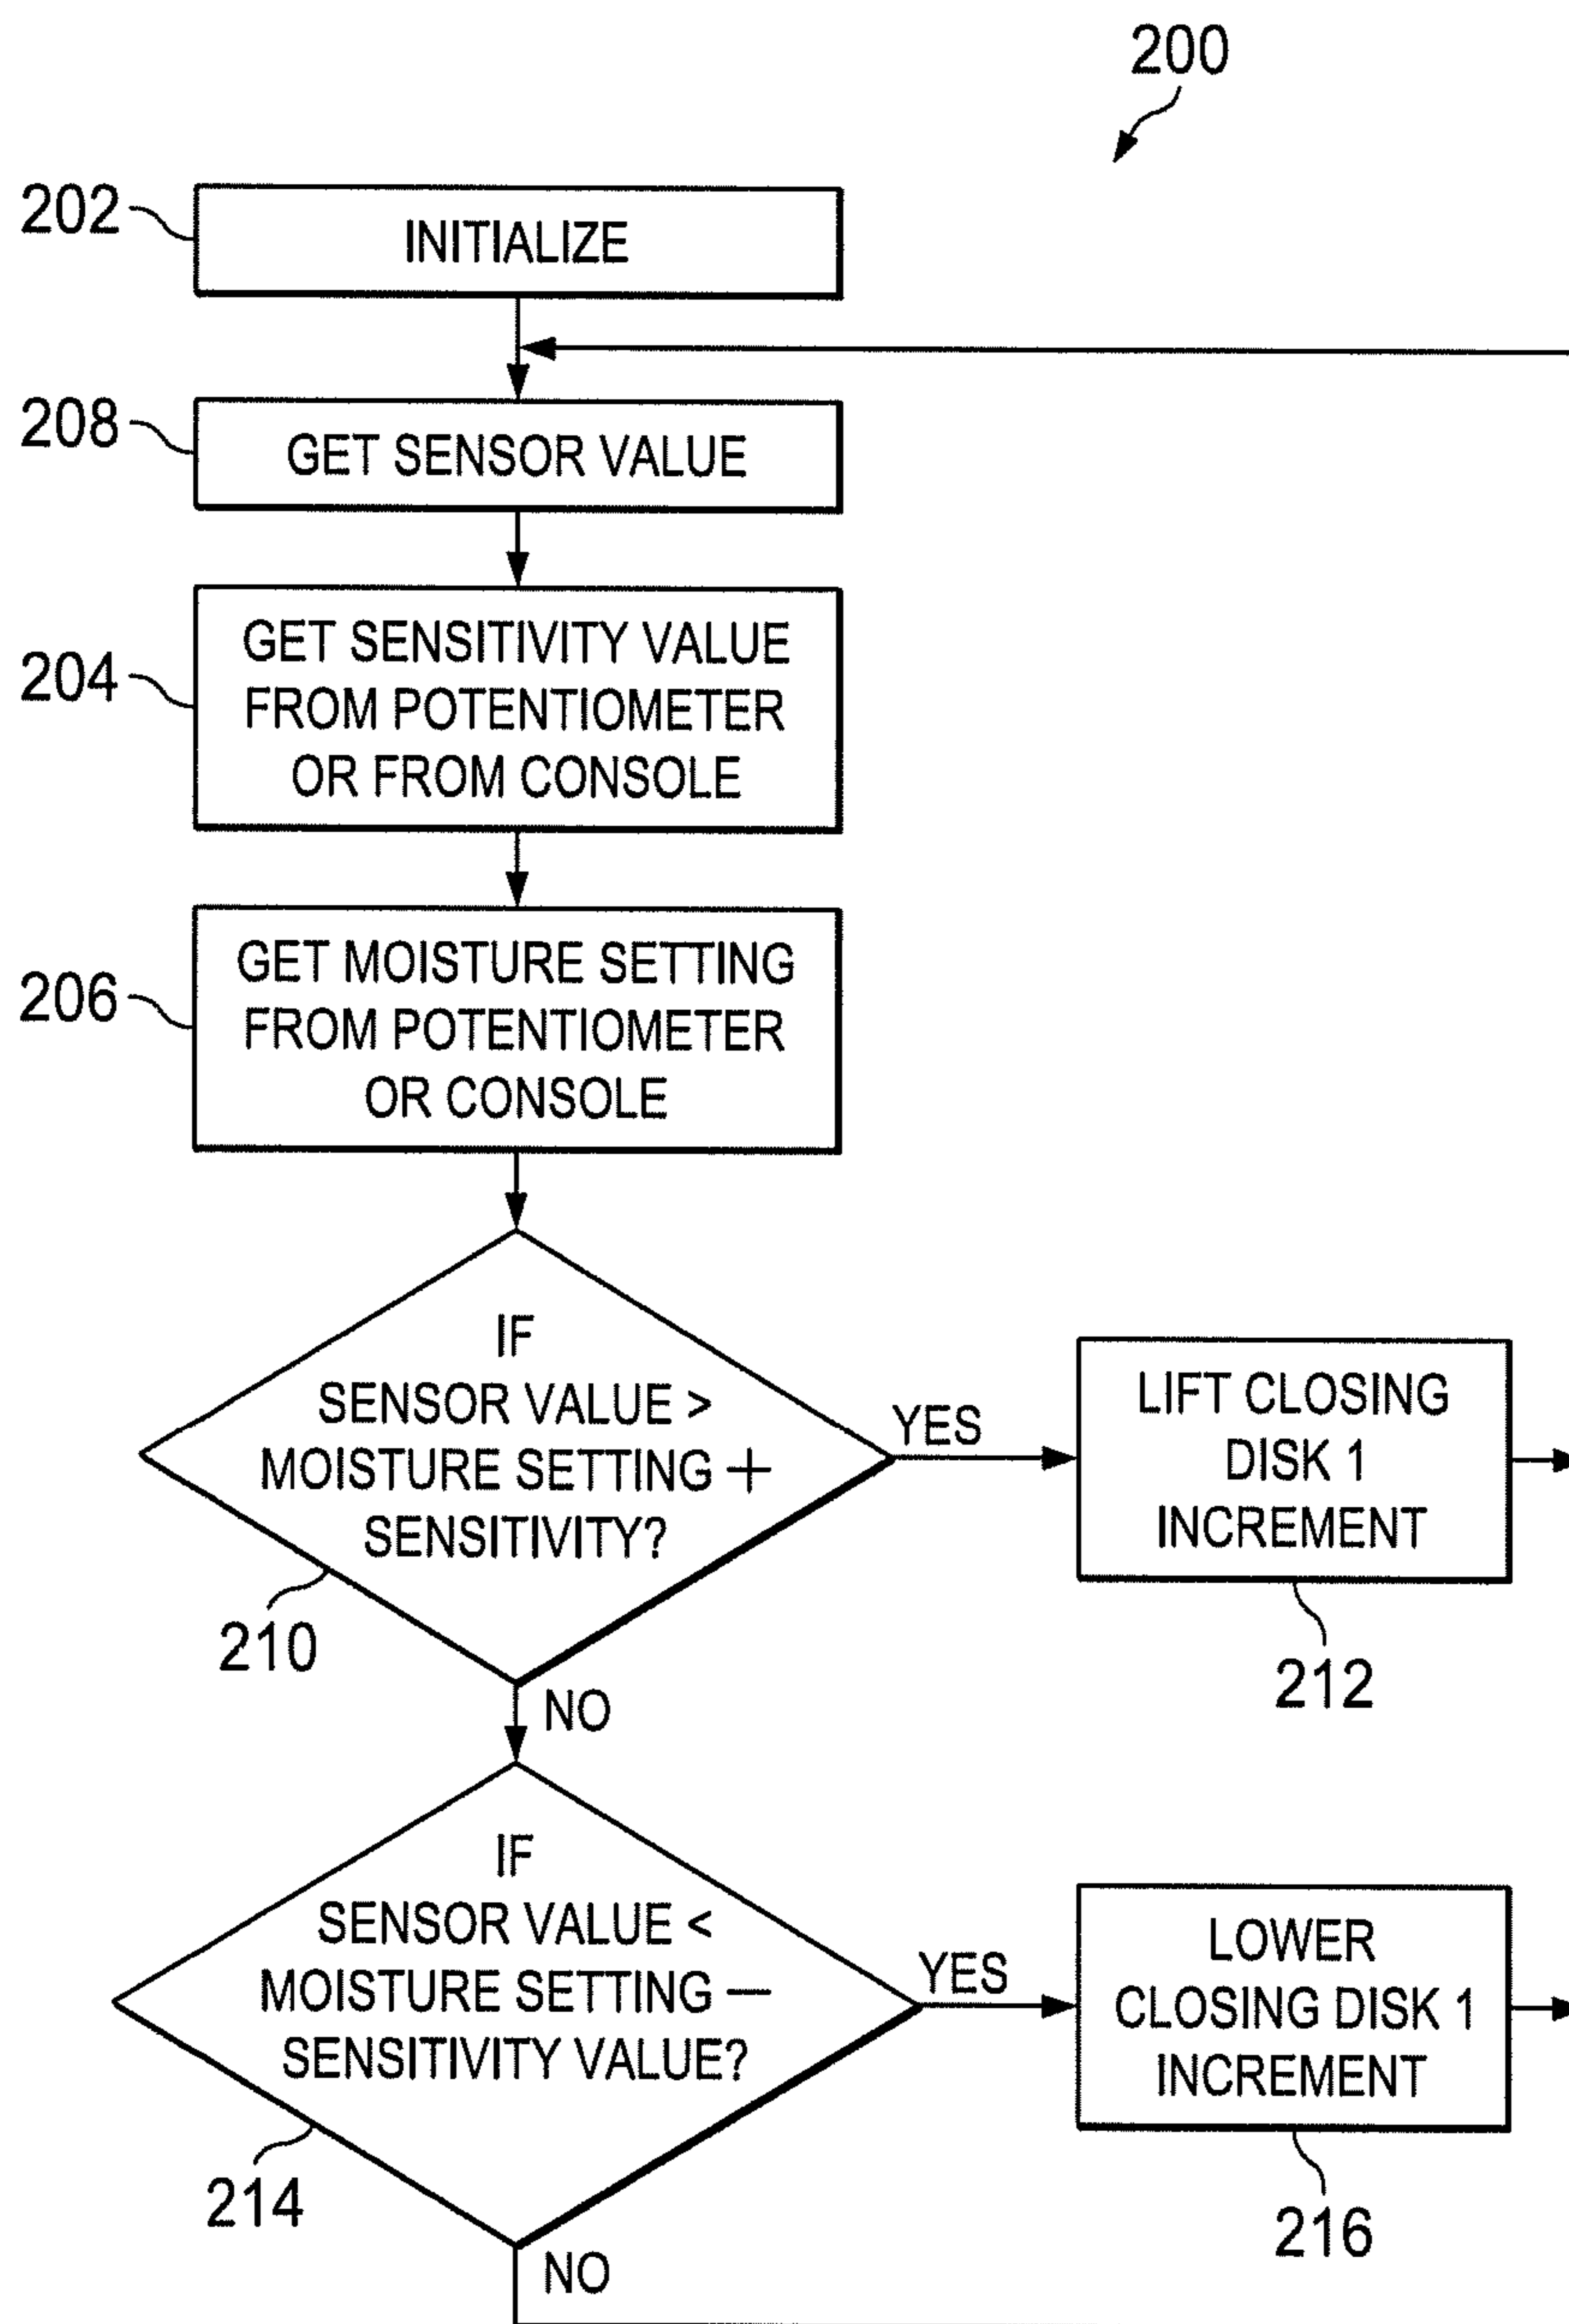 200
202
INITIALIZE
208
GET SENSOR VALUE
204
GET SENSITIVITY VALUE
FROM POTENTIOMETER
OR FROM CONSOLE
206
GET MOISTURE SETTING
FROM POTENTIOMETER
OR CONSOLE
IF
SENSOR VALUE >
MOISTURE SETTING +
SENSITIVITY?
210
YES
LIFT CLOSING
DISK 1
INCREMENT
212
NO
IF
SENSOR VALUE <
MOISTURE SETTING —
SENSITIVITY VALUE?
214
YES
LOWER
CLOSING DISK 1
INCREMENT
216
NO